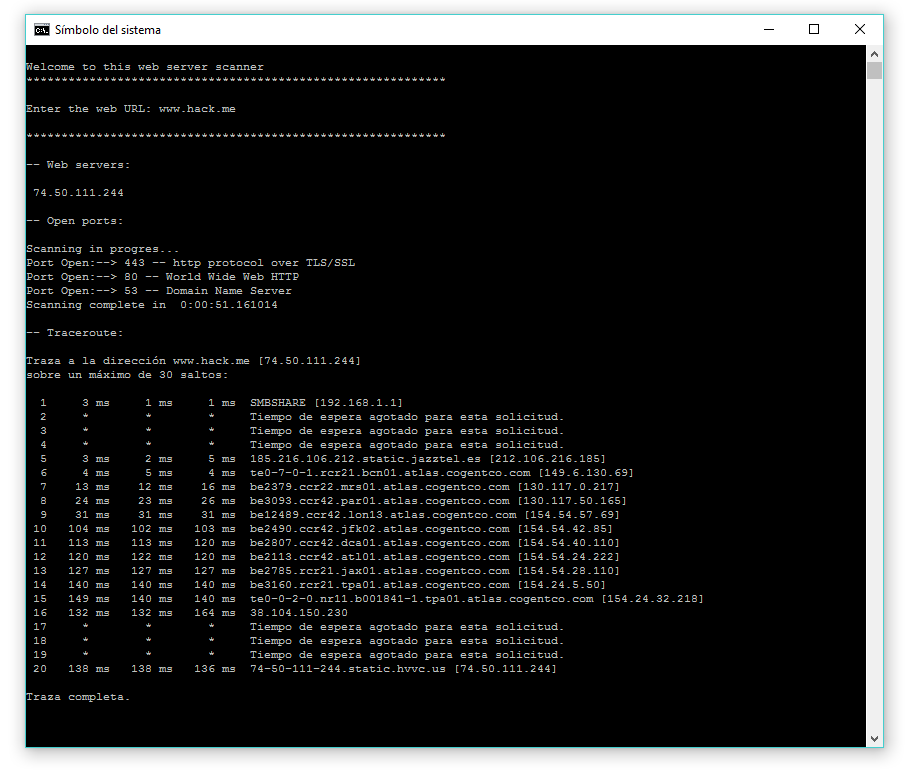 Símbolo del sistema
Welcome to this web server scanner
************************************************************
Enter the web URL: www.hack.me
************************************************************
-- Web servers:
74.50.111.244
-- Open ports:
Scanning in progres...
Port Open:--> 443 -- http protocol over TLS/SSL
Port Open:--> 80 -- World Wide Web HTTP
Port Open:--> 53 -- Domain Name Server
Scanning complete in  0:00:51.161014
-- Traceroute:
Traza a la dirección www.hack.me [74.50.111.244]
sobre un máximo de 30 saltos:
1     3 ms     1 ms     1 ms  SMBSHARE [192.168.1.1]
2     *        *        *     Tiempo de espera agotado para esta solicitud.
3     *        *        *     Tiempo de espera agotado para esta solicitud.
4     *        *        *     Tiempo de espera agotado para esta solicitud.
5     3 ms     2 ms     5 ms  185.216.106.212.static.jazztel.es [212.106.216.185]
6     4 ms     5 ms     4 ms  te0-7-0-1.rcr21.bcn01.atlas.cogentco.com [149.6.130.69]
7    13 ms    12 ms    16 ms  be2379.ccr22.mrs01.atlas.cogentco.com [130.117.0.217]
8    24 ms    23 ms    26 ms  be3093.ccr42.par01.atlas.cogentco.com [130.117.50.165]
9    31 ms    31 ms    31 ms  be12489.ccr42.lon13.atlas.cogentco.com [154.54.57.69]
10   104 ms   102 ms   103 ms  be2490.ccr42.jfk02.atlas.cogentco.com [154.54.42.85]
11   113 ms   113 ms   120 ms  be2807.ccr42.dca01.atlas.cogentco.com [154.54.40.110]
12   120 ms   122 ms   120 ms  be2113.ccr42.atl01.atlas.cogentco.com [154.54.24.222]
13   127 ms   127 ms   127 ms  be2785.rcr21.jax01.atlas.cogentco.com [154.54.28.110]
14   140 ms   140 ms   140 ms  be3160.rcr21.tpa01.atlas.cogentco.com [154.24.5.50]
15   149 ms   140 ms   140 ms  te0-0-2-0.nr11.b001841-1.tpa01.atlas.cogentco.com [154.24.32.218]
16   132 ms   132 ms   164 ms  38.104.150.230
17     *        *        *     Tiempo de espera agotado para esta solicitud.
18     *        *        *     Tiempo de espera agotado para esta solicitud.
19     *        *        *     Tiempo de espera agotado para esta solicitud.
20   138 ms   138 ms   136 ms  74-50-111-244.static.hvvc.us [74.50.111.244]
Traza completa.